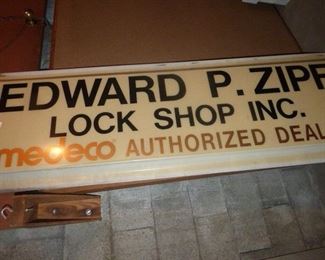 EDWARD P. ZIPF
LOCK SHOP INC.
medeco AUTHORIZED DEAL